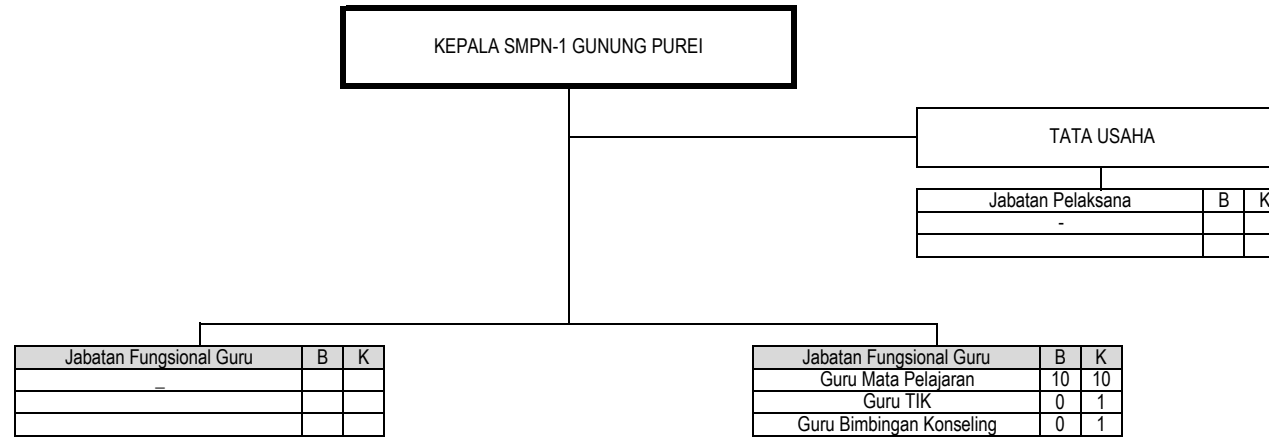 KEPALA SMPN-1 GUNUNG PUREI
TATA USAHA
Jabatan Pelaksana B K
-
Jabatan Fungsional Guru B K
_
Jabatan Fungsional Guru B K
Guru Mata Pelajaran 10 10
Guru TIK 0 1
Guru Bimbingan Konseling 0 1